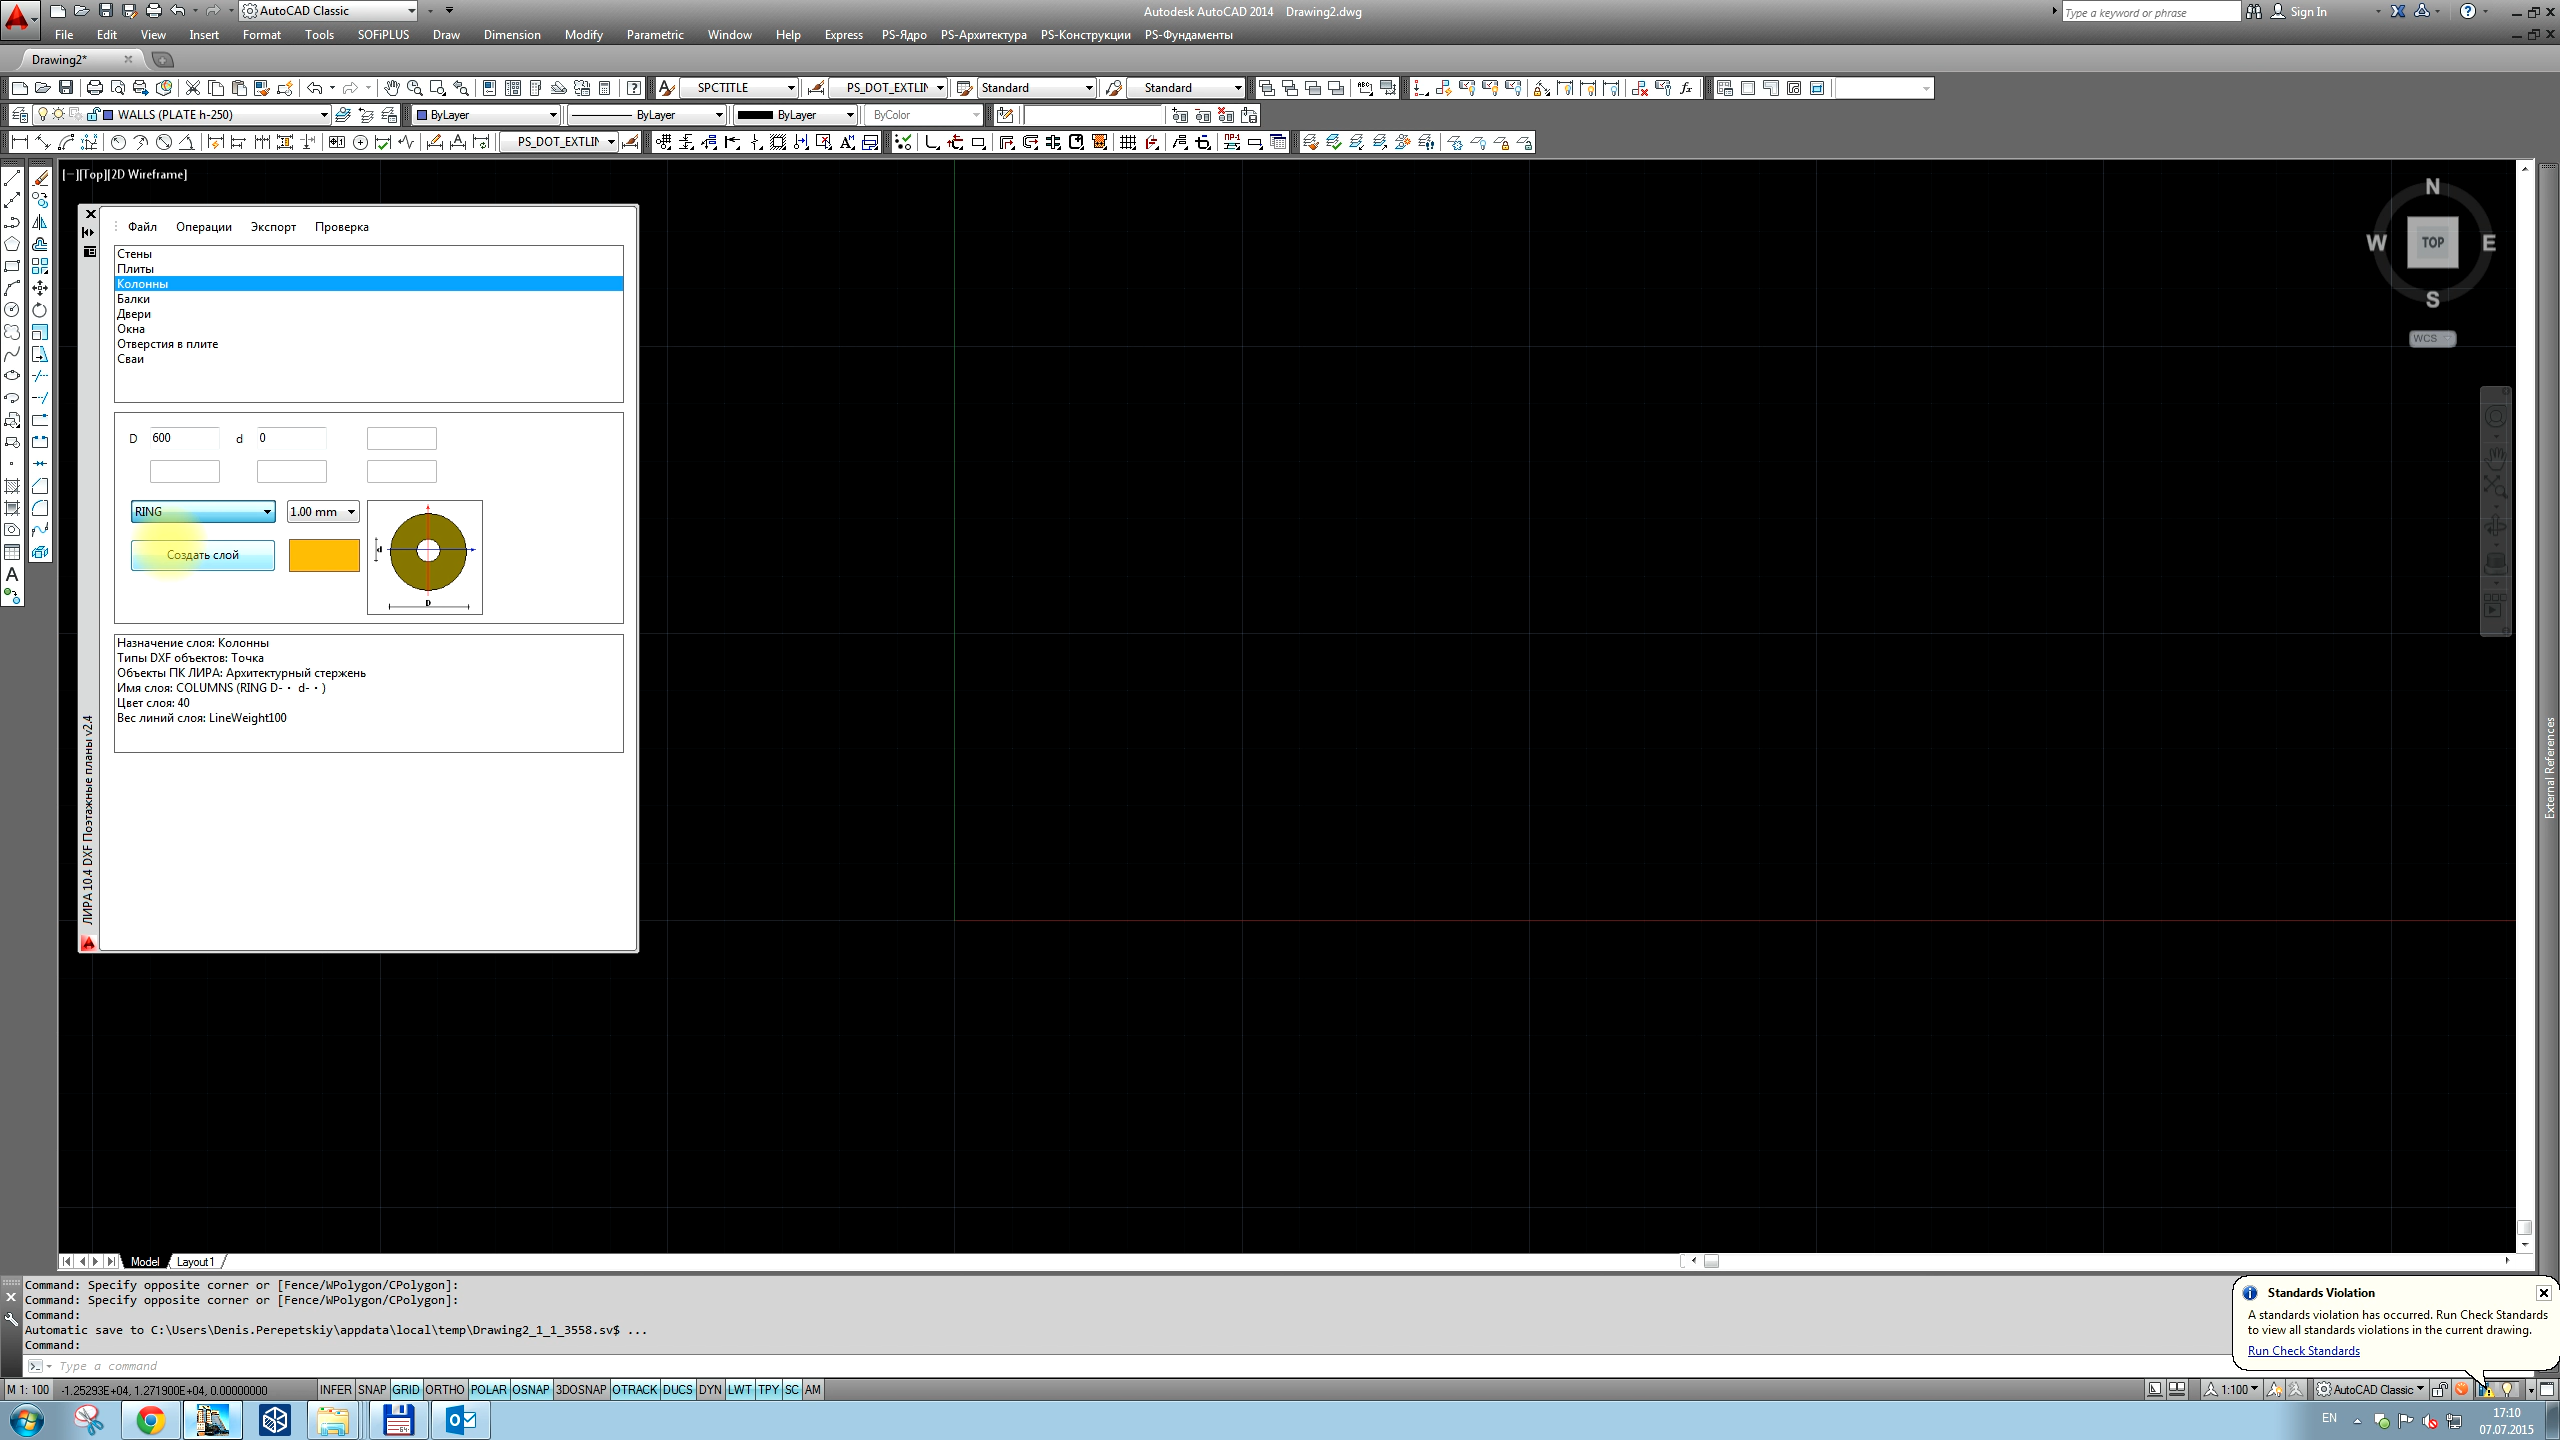 AutoCAD Classic
Autodesk AutoCAD 2014 Drawing2.dwg
Type a keyword or phrase
Sign In
File Edit View Insert Format Tools SOFiPLUS Draw Dimension Modify Parametric Window Help Express PS-Ядро PS-Архитектура PS-Конструкции PS-Фундаменты
Drawing2*
SPCTITLE PS_DOT_EXTLIN Standard Standard
WALLS (PLATE h-250) ByLayer ByLayer ByLayer ByColor
PS_DOT_EXTLIN
[−][Top][2D Wireframe]
N
W TOP E
S
WCS
Файл Операции Экспорт Проверка
Стены
Плиты
Колонны
Балки
Двери
Окна
Отверстия в плите
Сваи
D 600 d 0
RING 1.00 mm
Создать слой
d
D
Назначение слоя: Колонны
Типы DXF объектов: Точка
Объекты ПК ЛИРА: Архитектурный стержень
Имя слоя: COLUMNS (RING D-· d-·)
Цвет слоя: 40
Вес линий слоя: LineWeight100
ЛИРА 10.4 DXF Поэтажные планы v2.4
External References
A
Model Layout1
Command: Specify opposite corner or [Fence/WPolygon/CPolygon]:
Command: Specify opposite corner or [Fence/WPolygon/CPolygon]:
Command:
Automatic save to C:\Users\Denis.Perepetskiy\appdata\local\temp\Drawing2_1_1_3558.sv$ ...
Command:
Type a command
Standards Violation
A standards violation has occurred. Run Check Standards
to view all standards violations in the current drawing.
Run Check Standards
M 1: 100 -1.25293E+04, 1.271900E+04, 0.00000000 INFER SNAP GRID ORTHO POLAR OSNAP 3DOSNAP OTRACK DUCS DYN LWT TPY SC AM
1:100 AutoCAD Classic
EN
17:10
07.07.2015